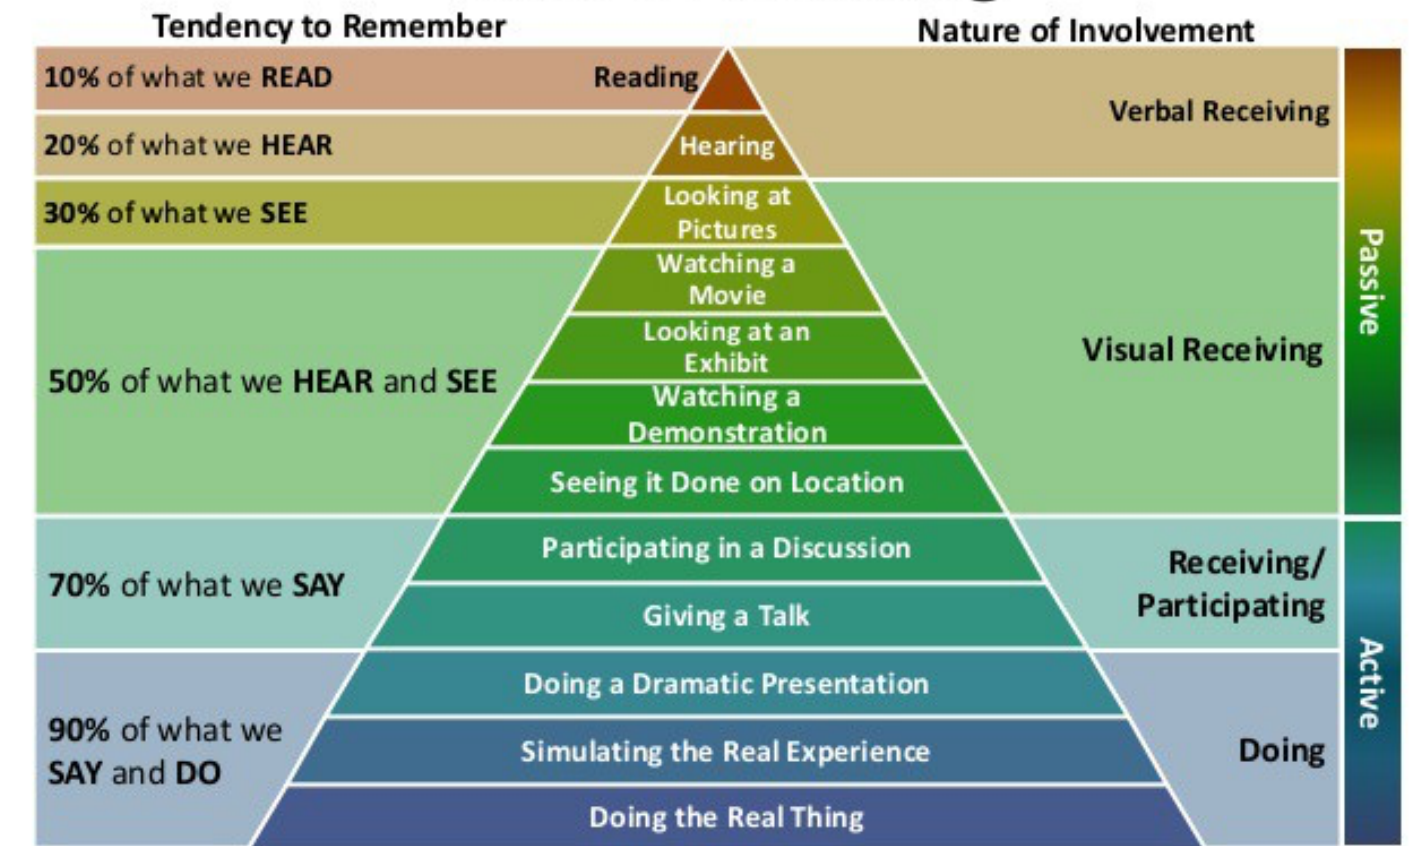 Tendency to Remember
Nature of Involvement
10% of what we READ
Reading
Verbal Receiving
20% of what we HEAR
Hearing
30% of what we SEE
Looking at
Pictures
Watching a
Movie
Looking at an
Exhibit
Watching a
Demonstration
Seeing it Done on Location
50% of what we HEAR and SEE
Visual Receiving
Passive
70% of what we SAY
Participating in a Discussion
Giving a Talk
Receiving/
Participating
90% of what we
SAY and DO
Doing a Dramatic Presentation
Simulating the Real Experience
Doing the Real Thing
Doing
Active